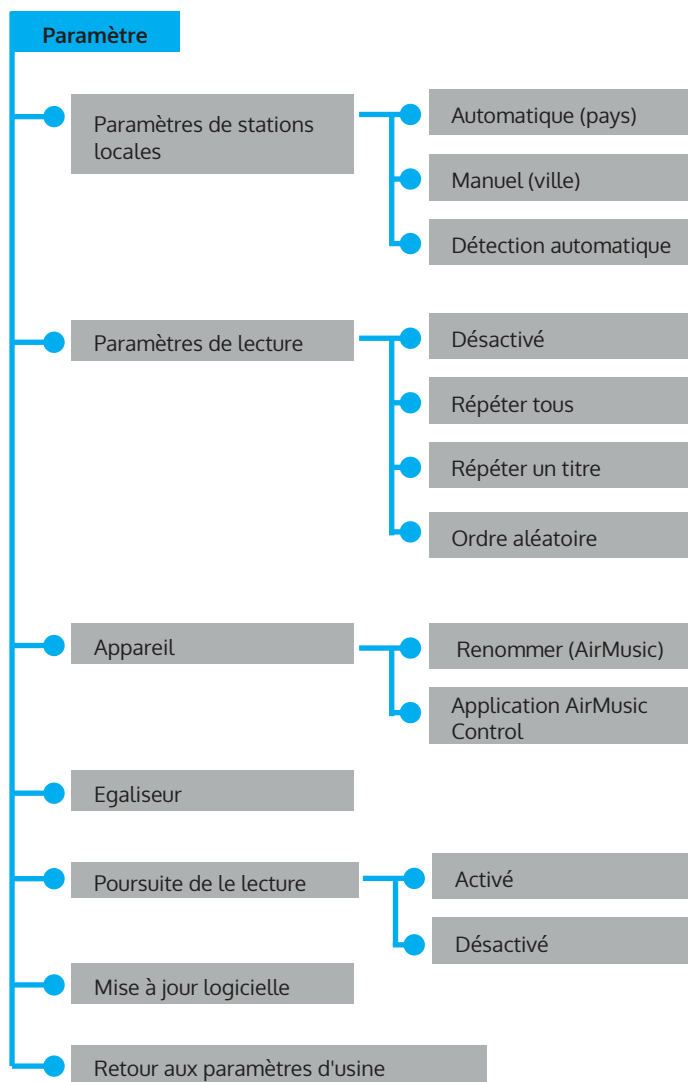 Paramètre
Paramètres de stations
locales
Automatique (pays)
Manuel (ville)
Détection automatique
Paramètres de lecture
Désactivé
Répéter tous
Répéter un titre
Ordre aléatoire
Appareil
Renommer (AirMusic)
Application AirMusic
Control
Egaliseur
Poursuite de le lecture
Activé
Désactivé
Mise à jour logicielle
Retour aux paramètres d'usine